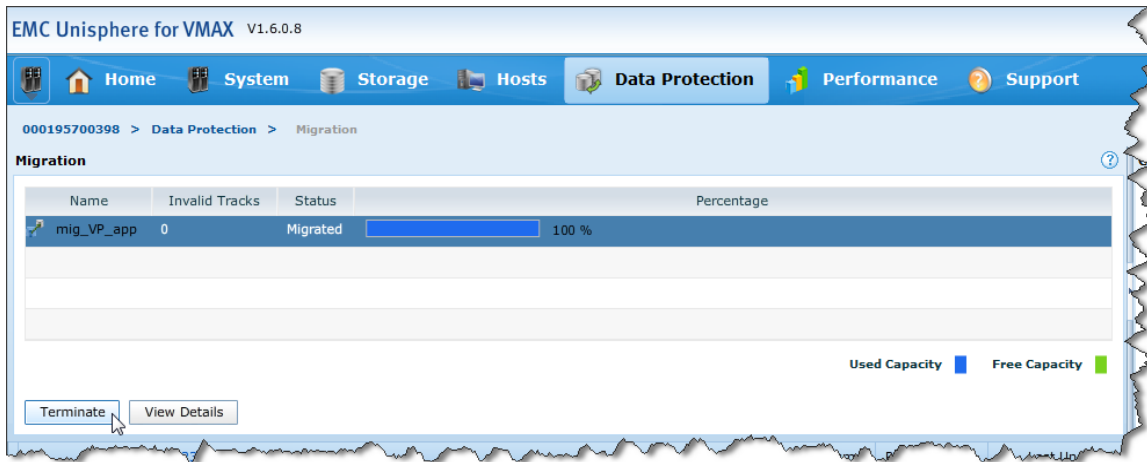 EMC Unisphere for VMAX V1.6.0.8
Home System Storage Hosts Data Protection Performance Support
000195700398 > Data Protection > Migration
Migration
Name Invalid Tracks Status Percentage
mig_VP_app 0 Migrated 100 %
Used Capacity Free Capacity
Terminate View Details